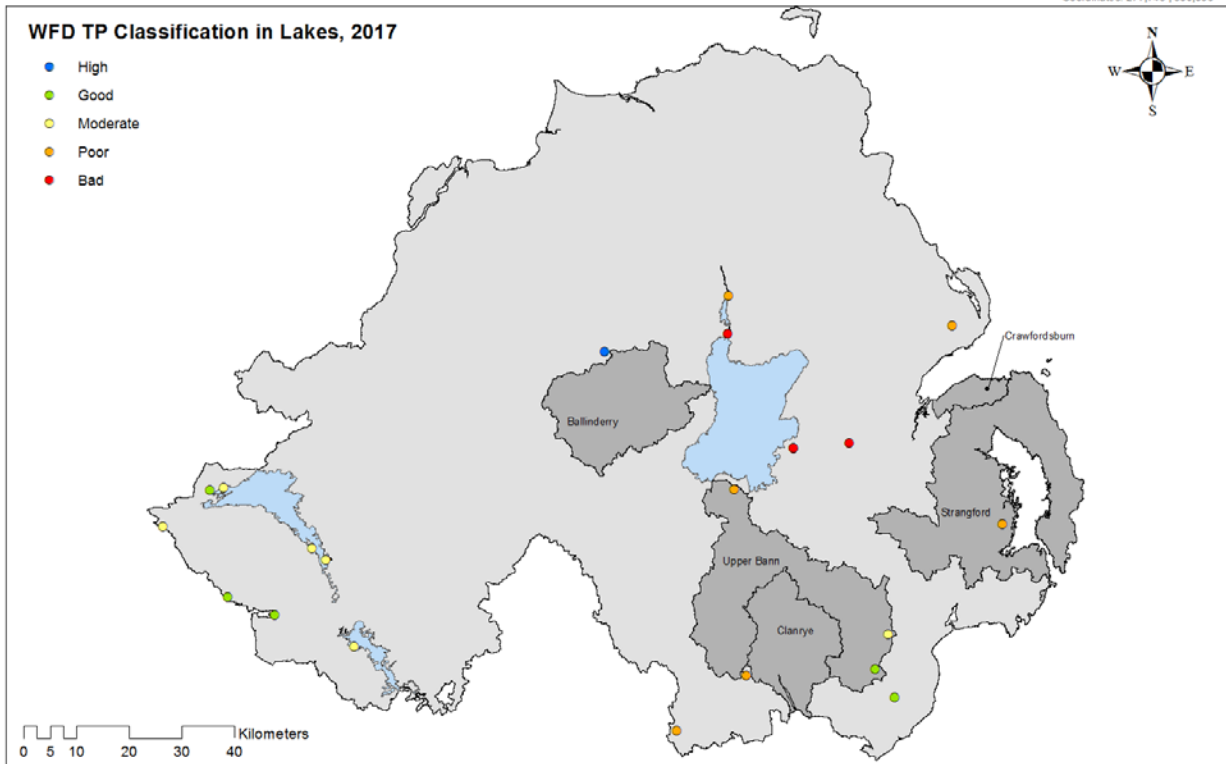 WFD TP Classification in Lakes, 2017
High
Good
Moderate
Poor
Bad
N
W E
S
Crawfordsburn
Ballinderry
Strangford
Upper Bann
Clanrye
Kilometers
0 5 10 20 30 40